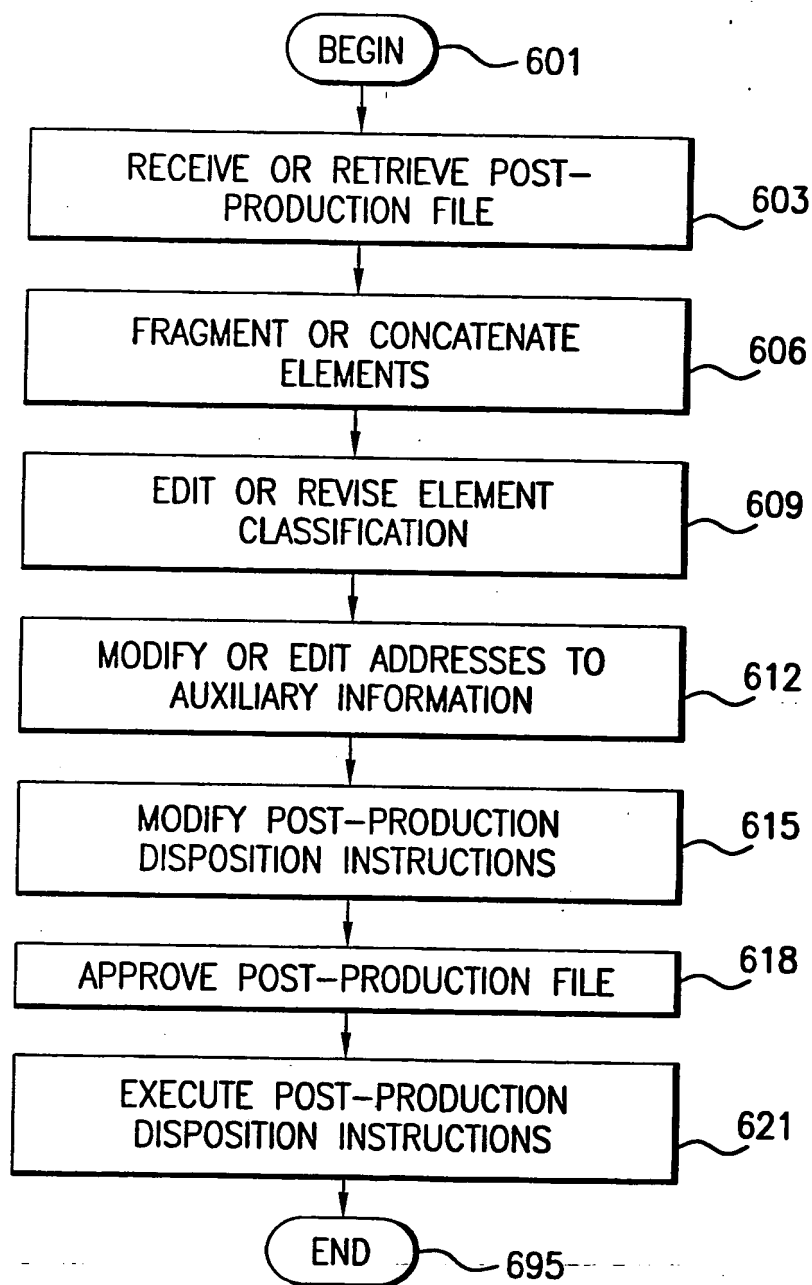 BEGIN
601
RECEIVE OR RETRIEVE POST-
PRODUCTION FILE
603
FRAGMENT OR CONCATENATE
ELEMENTS
606
EDIT OR REVISE ELEMENT
CLASSIFICATION
609
MODIFY OR EDIT ADDRESSES TO
AUXILIARY INFORMATION
612
MODIFY POST-PRODUCTION
DISPOSITION INSTRUCTIONS
615
APPROVE POST-PRODUCTION FILE
618
EXECUTE POST-PRODUCTION
DISPOSITION INSTRUCTIONS
621
END
695